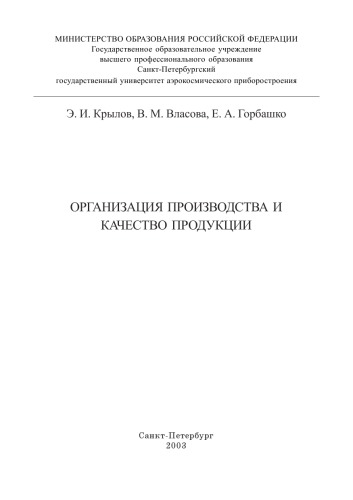 МИНИСТЕРСТВО ОБРАЗОВАНИЯ РОССИЙСКОЙ ФЕДЕРАЦИИ
Государственное образовательное учреждение
высшего профессионального образования
Санкт-Петербургский
государственный университет аэрокосмического приборостроения
Э. И. Крылов, В. М. Власова, Е. А. Горбашко
ОРГАНИЗАЦИЯ ПРОИЗВОДСТВА И
КАЧЕСТВО ПРОДУКЦИИ
Санкт-Петербург
2003